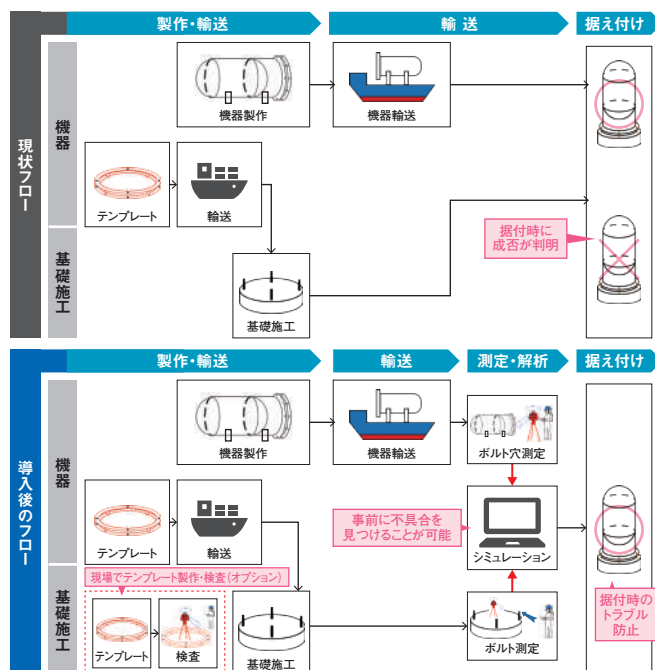 製作・輸送
輸 送
据え付け
現状フロー
機器
機器製作
機器輸送
テンプレート
輸送
据付時に
成否が判明
基礎施工
基礎施工
製作・輸送
輸送
測定・解析
据え付け
導入後のフロー
機器
機器製作
機器輸送
ボルト穴測定
テンプレート
輸送
事前に不具合を
見つけることが可能
シミュレーション
現場でテンプレート製作・検査(オプション)
基礎施工
テンプレート
検査
基礎施工
ボルト測定
据付時の
トラブル
防止